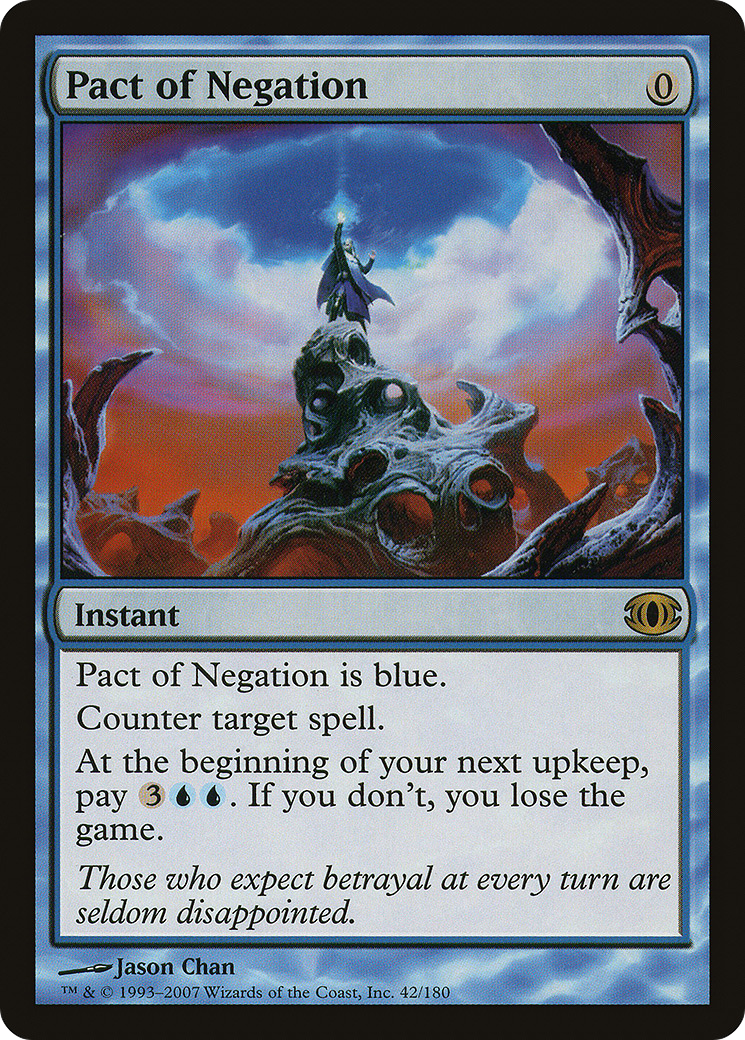 Pact of Negation 0
Instant
Pact of Negation is blue.
Counter target spell.
At the beginning of your next upkeep,
pay 3UU. If you don't, you lose the
game.
Those who expect betrayal at every turn are
seldom disappointed.
Jason Chan
™ & © 1993–2007 Wizards of the Coast, Inc. 42/180